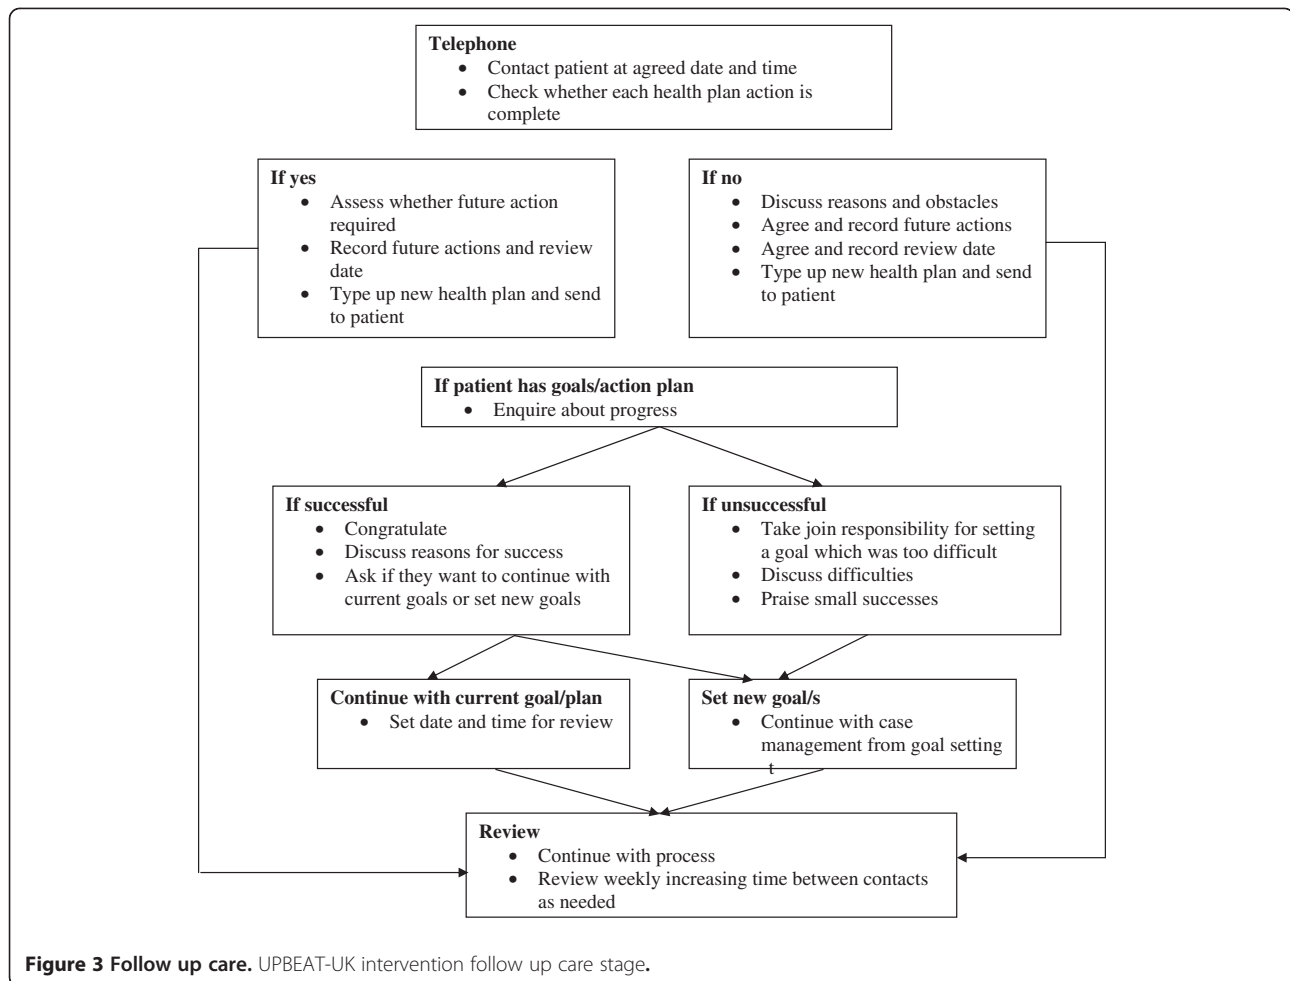 Telephone
• Contact patient at agreed date and time
• Check whether each health plan action is
complete
If yes
• Assess whether future action
required
• Record future actions and review
date
• Type up new health plan and send
to patient
If no
• Discuss reasons and obstacles
• Agree and record future actions
• Agree and record review date
• Type up new health plan and send
to patient
If patient has goals/action plan
• Enquire about progress
If successful
• Congratulate
• Discuss reasons for success
• Ask if they want to continue with
current goals or set new goals
If unsuccessful
• Take join responsibility for setting
a goal which was too difficult
• Discuss difficulties
• Praise small successes
Continue with current goal/plan
• Set date and time for review
Set new goal/s
• Continue with case
management from goal setting
t
Review
• Continue with process
• Review weekly increasing time between contacts
as needed
Figure 3 Follow up care. UPBEAT-UK intervention follow up care stage.